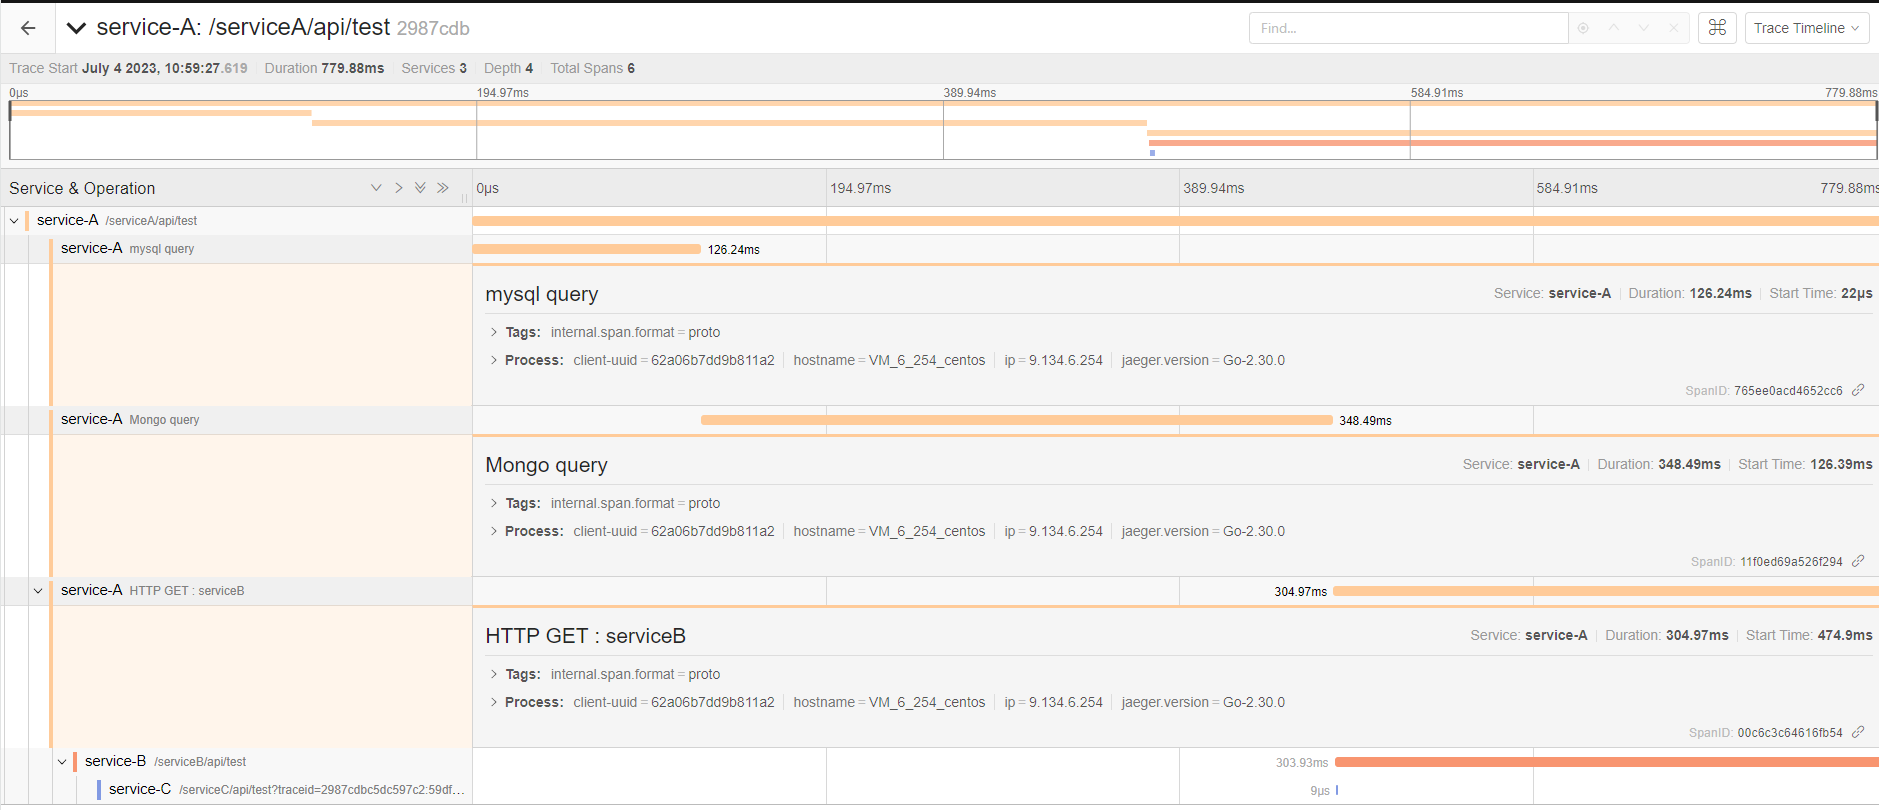 service-A: /serviceA/api/test 2987cdb
Find...
⌘
Trace Timeline
Trace Start July 4 2023, 10:59:27.619 Duration 779.88ms Services 3 Depth 4 Total Spans 6
0μs 194.97ms 389.94ms 584.91ms 779.88ms
Service & Operation 0μs 194.97ms 389.94ms 584.91ms 779.88ms
service-A /serviceA/api/test
service-A mysql query 126.24ms
mysql query Service: service-A Duration: 126.24ms Start Time: 22μs
Tags: internal.span.format = proto
Process: client-uuid = 62a06b7dd9b811a2 hostname = VM_6_254_centos ip = 9.134.6.254 jaeger.version = Go-2.30.0
SpanID: 765ee0acd4652cc6
service-A Mongo query 348.49ms
Mongo query Service: service-A Duration: 348.49ms Start Time: 126.39ms
Tags: internal.span.format = proto
Process: client-uuid = 62a06b7dd9b811a2 hostname = VM_6_254_centos ip = 9.134.6.254 jaeger.version = Go-2.30.0
SpanID: 11f0ed69a526f294
service-A HTTP GET : serviceB 304.97ms
HTTP GET : serviceB Service: service-A Duration: 304.97ms Start Time: 474.9ms
Tags: internal.span.format = proto
Process: client-uuid = 62a06b7dd9b811a2 hostname = VM_6_254_centos ip = 9.134.6.254 jaeger.version = Go-2.30.0
SpanID: 00c6c3c64616fb54
service-B /serviceB/api/test 303.93ms
service-C /serviceC/api/test?traceid=2987cdbc5dc597c2:59df... 9μs